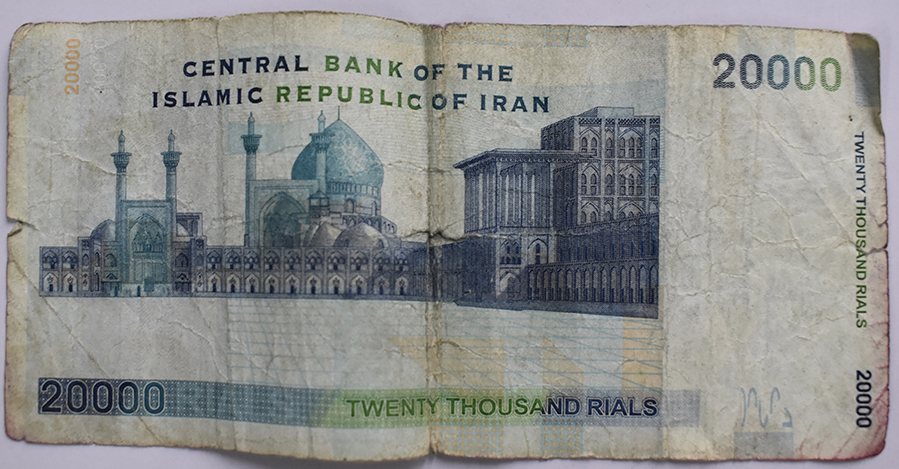 20000
CENTRAL BANK OF THE
ISLAMIC REPUBLIC OF IRAN
20000
TWENTY THOUSAND RIALS
20000
20000
TWENTY THOUSAND RIALS